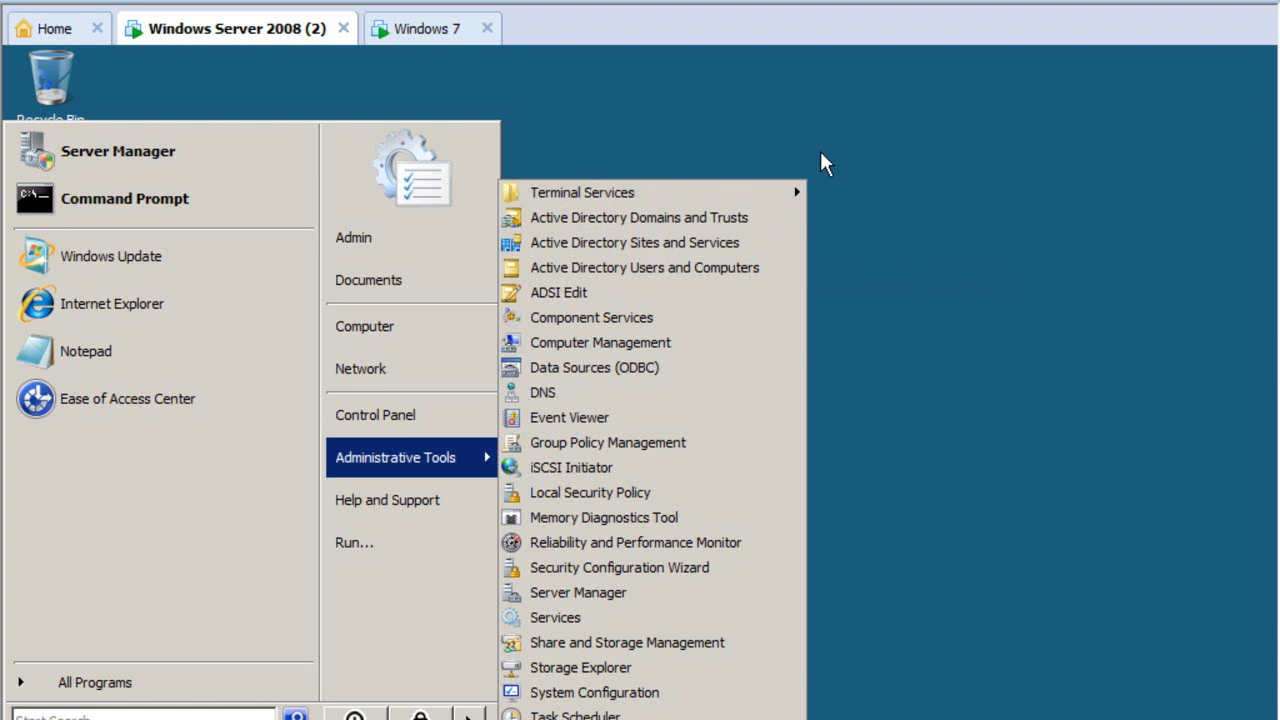 Home
Windows Server 2008 (2)
Windows 7
Recycle Bin
Server Manager
Command Prompt
Windows Update
Internet Explorer
Notepad
Ease of Access Center
All Programs
Start Search
Admin
Documents
Computer
Network
Control Panel
Administrative Tools
Help and Support
Run...
Terminal Services
Active Directory Domains and Trusts
Active Directory Sites and Services
Active Directory Users and Computers
ADSI Edit
Component Services
Computer Management
Data Sources (ODBC)
DNS
Event Viewer
Group Policy Management
iSCSI Initiator
Local Security Policy
Memory Diagnostics Tool
Reliability and Performance Monitor
Security Configuration Wizard
Server Manager
Services
Share and Storage Management
Storage Explorer
System Configuration
Task Scheduler